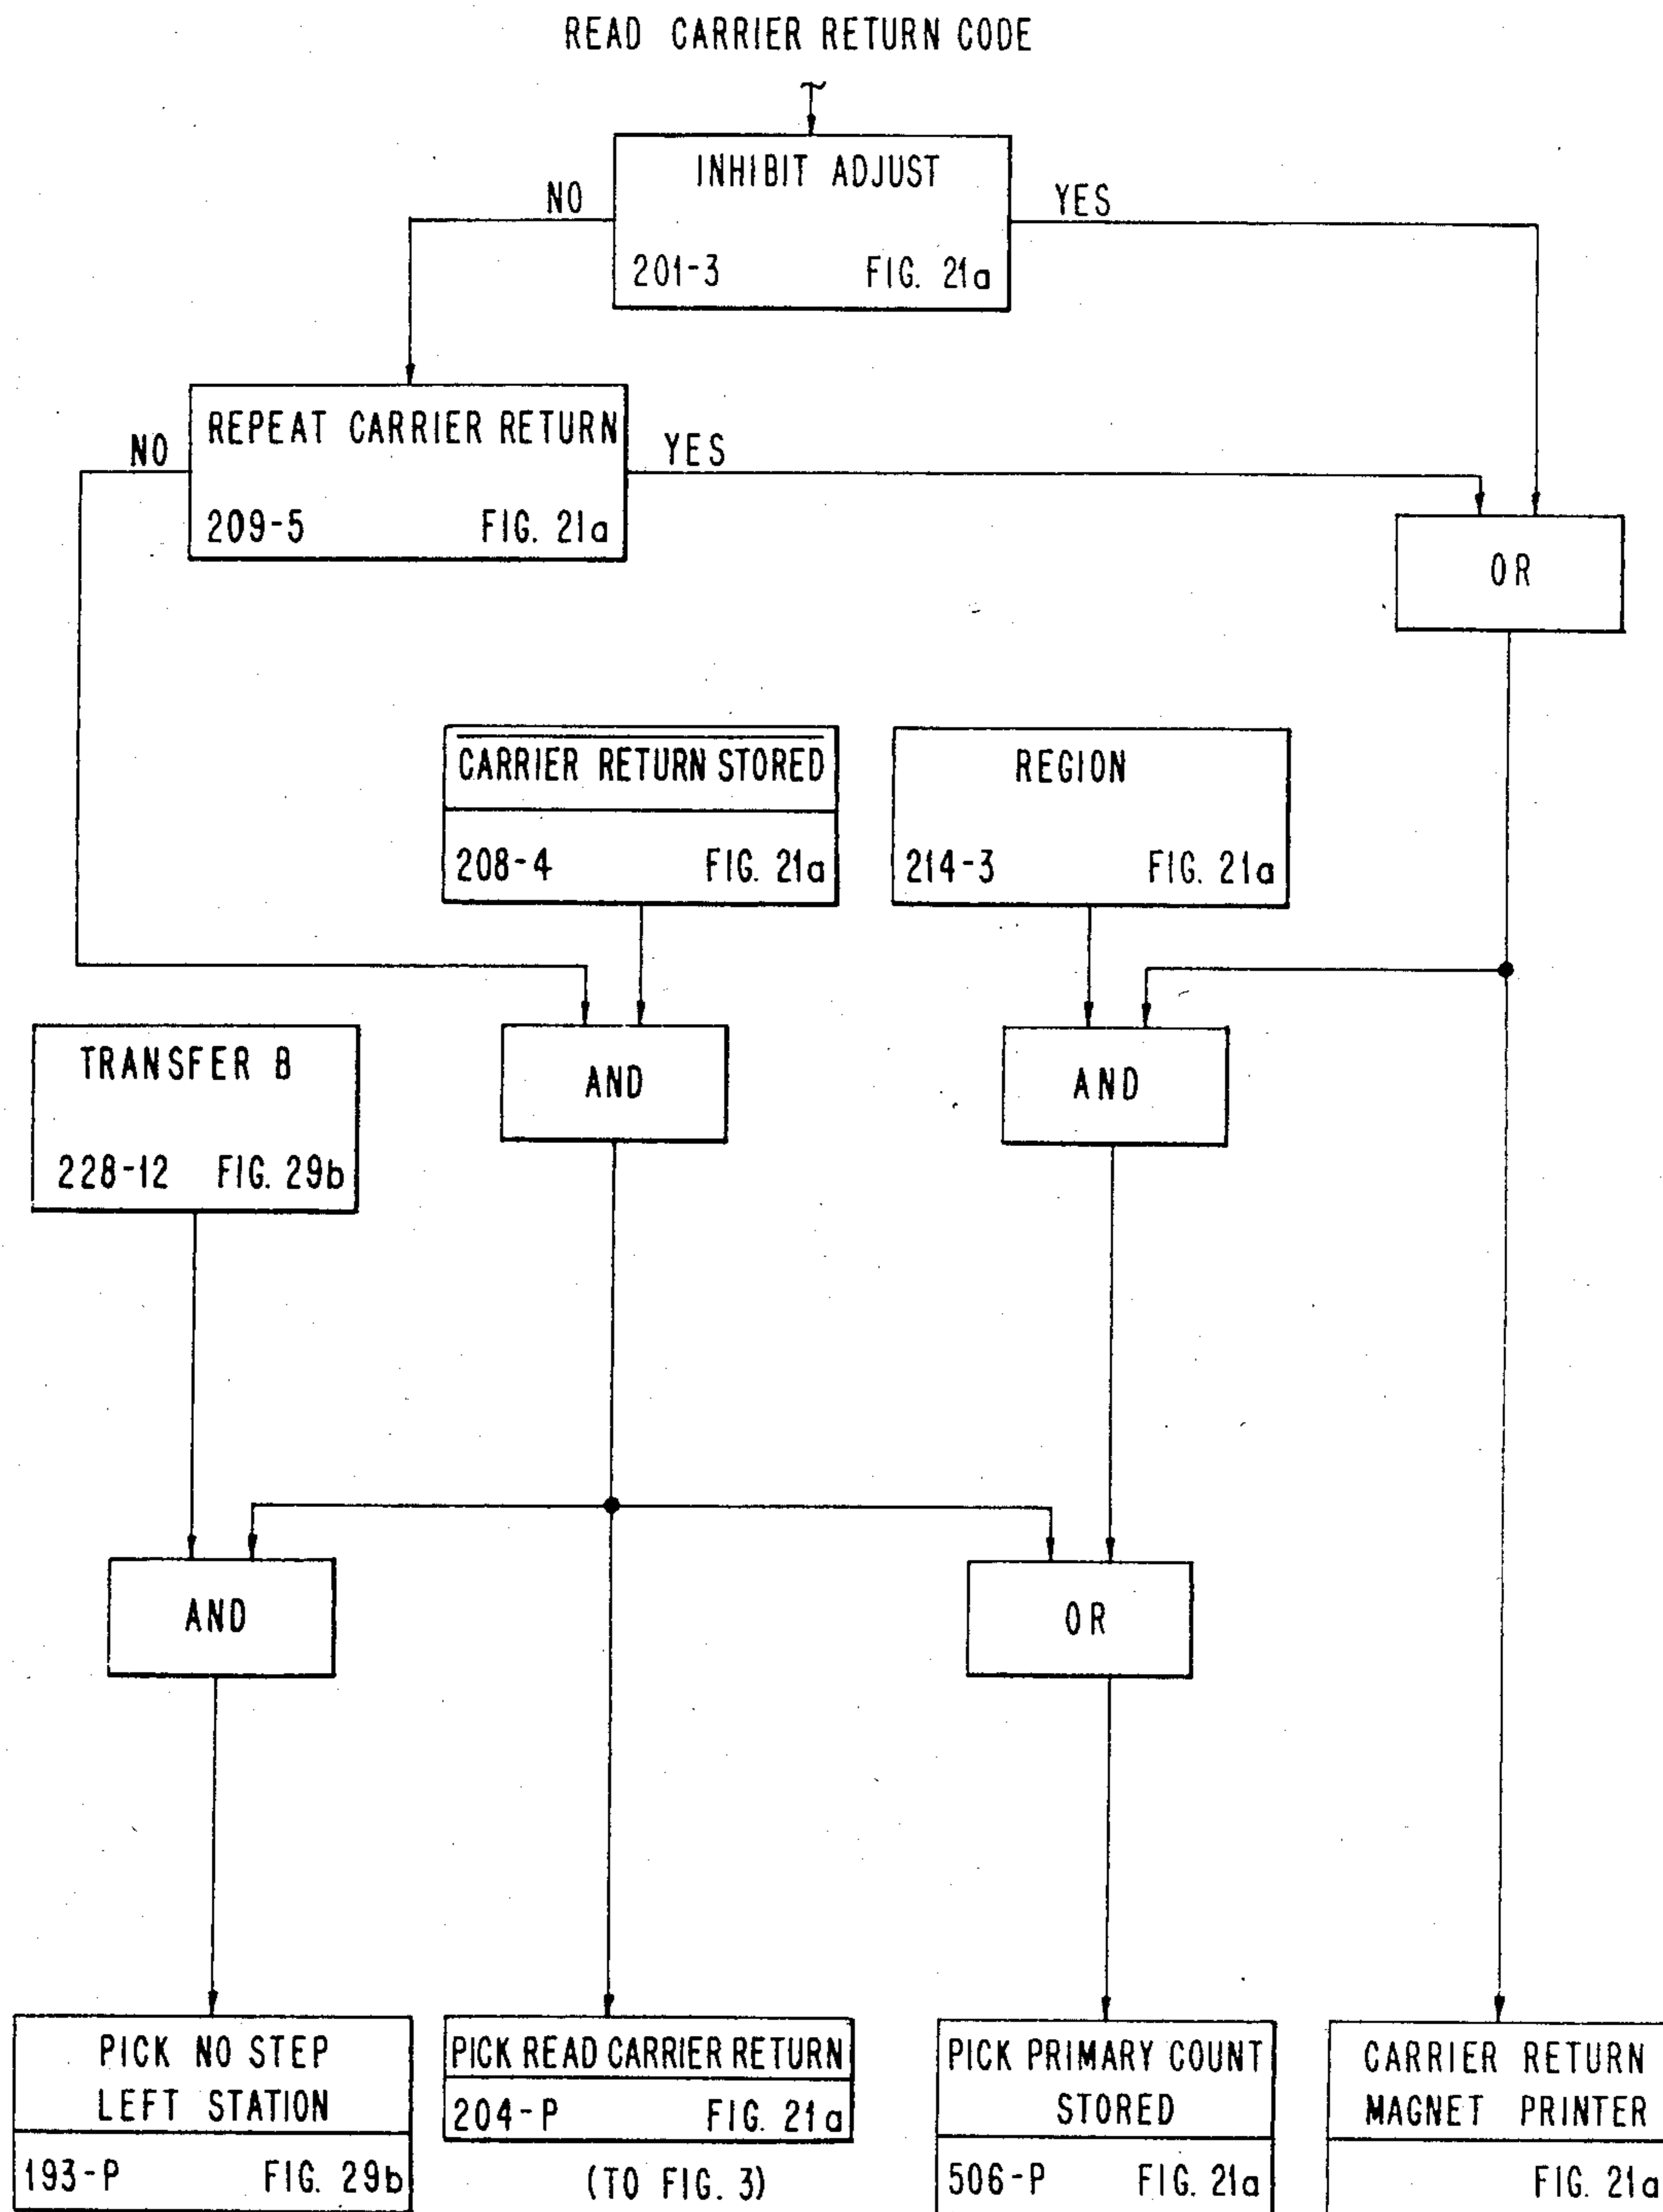 READ CARRIER RETURN CODE
INHIBIT ADJUST
NO
YES
201-3 FIG. 21a
REPEAT CARRIER RETURN
NO
YES
209-5 FIG. 21a
OR
CARRIER RETURN STORED
208-4 FIG. 21a
REGION
214-3 FIG. 21a
TRANSFER B
228-12 FIG. 29b
AND
AND
AND
OR
PICK NO STEP
LEFT STATION
193-P FIG. 29b
PICK READ CARRIER RETURN
204-P FIG. 21a
(TO FIG. 3)
PICK PRIMARY COUNT
STORED
506-P FIG. 21a
CARRIER RETURN
MAGNET PRINTER
FIG. 21a